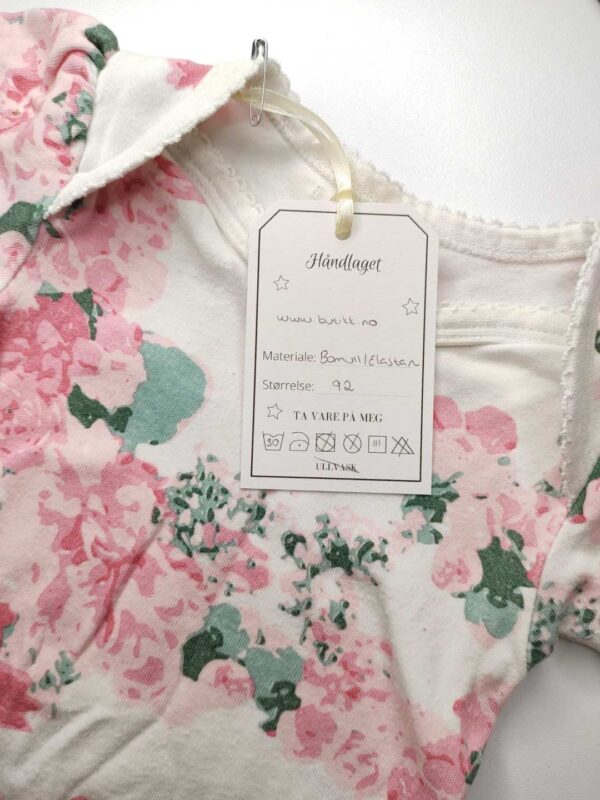 Håndlaget
www.butikk.no
Materiale: Bomull/Elastan
Størrelse: 92
TA VARE PÅ MEG
30
ULLVASK